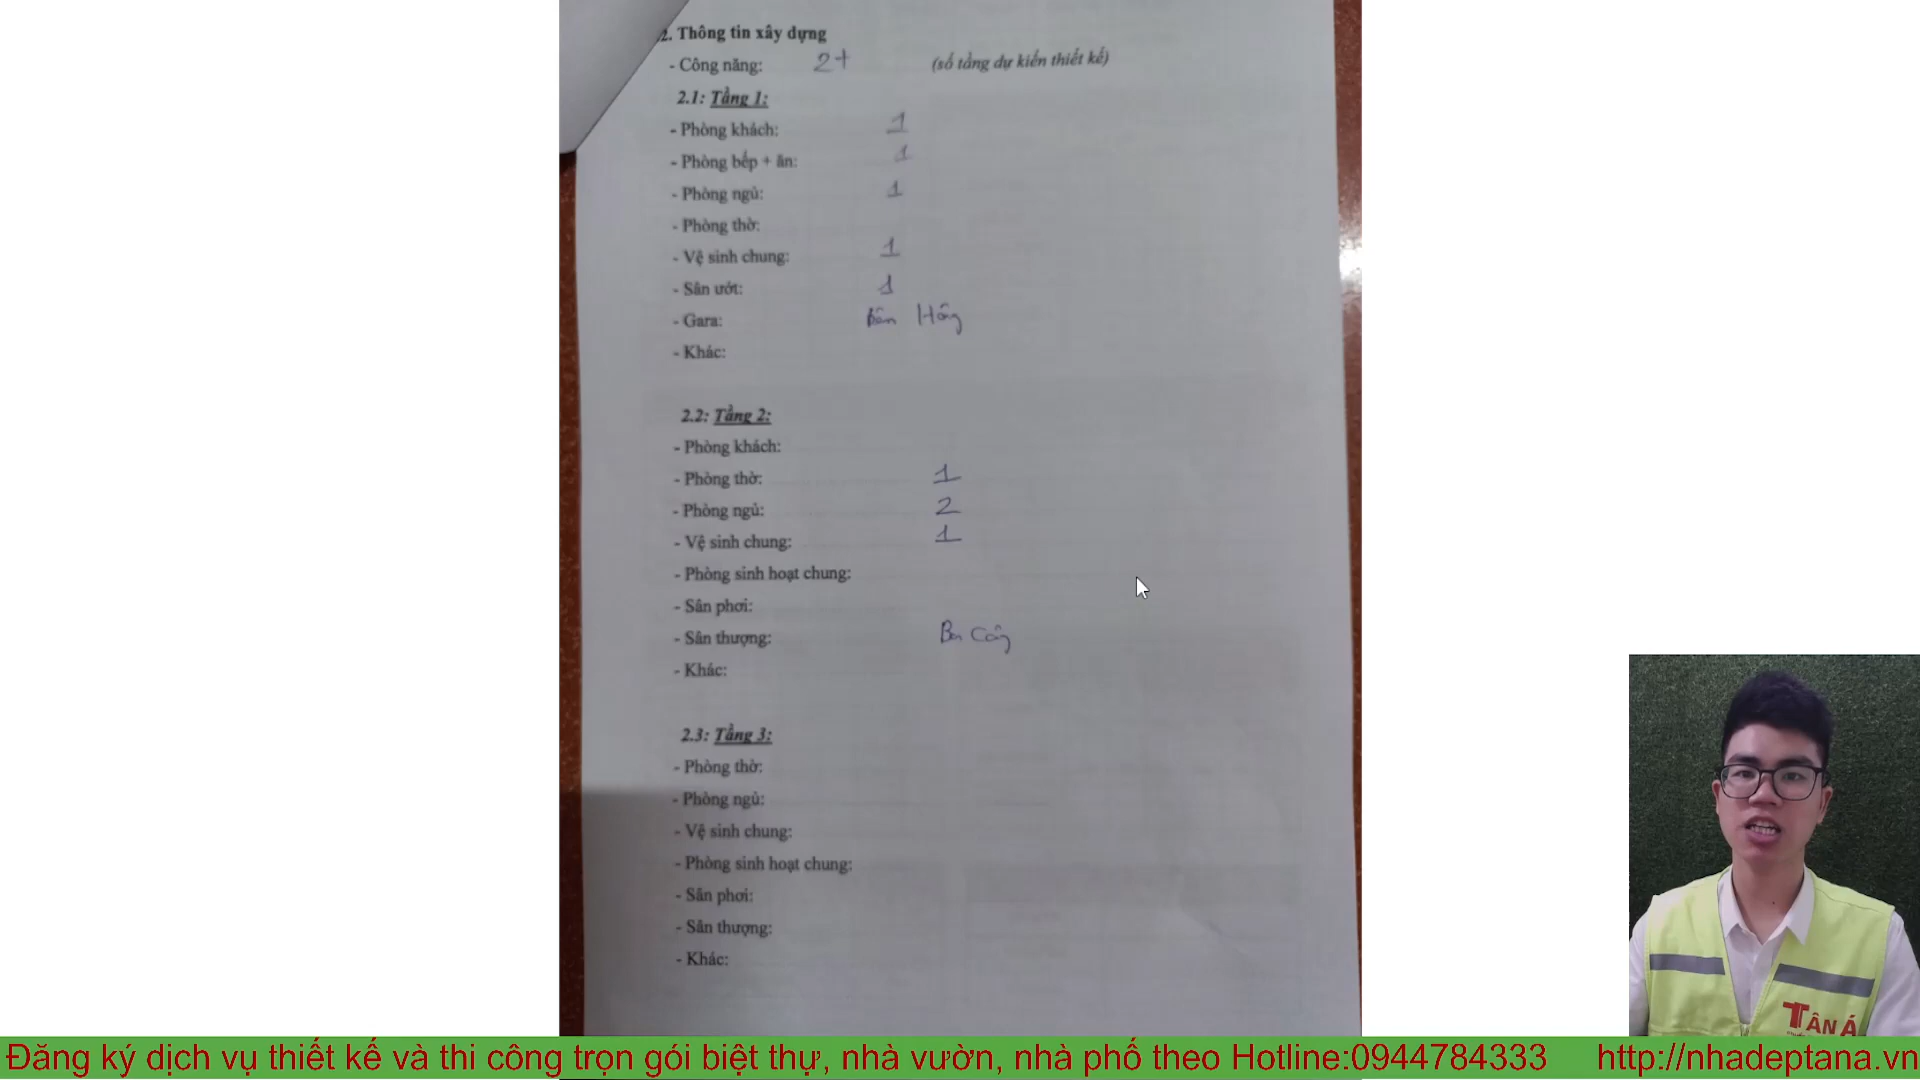 2. Thông tin xây dựng
- Công năng: 2t (số tầng dự kiến thiết kế)
2.1: Tầng 1:
- Phòng khách: 1
- Phòng bếp + ăn: 1
- Phòng ngủ: 1
- Phòng thờ:
- Vệ sinh chung: 1
- Sân ướt: 1
- Gara: Bên Hông
- Khác:
2.2: Tầng 2:
- Phòng khách:
- Phòng thờ: 1
- Phòng ngủ: 2
- Vệ sinh chung: 1
- Phòng sinh hoạt chung:
- Sân phơi:
- Sân thượng: Ban Công
- Khác:
2.3: Tầng 3:
- Phòng thờ:
- Phòng ngủ:
- Vệ sinh chung:
- Phòng sinh hoạt chung:
- Sân phơi:
- Sân thượng:
- Khác:
TÂN Á
Đăng ký dịch vụ thiết kế và thi công trọn gói biệt thự, nhà vườn, nhà phố theo Hotline:0944784333 http://nhadeptana.vn